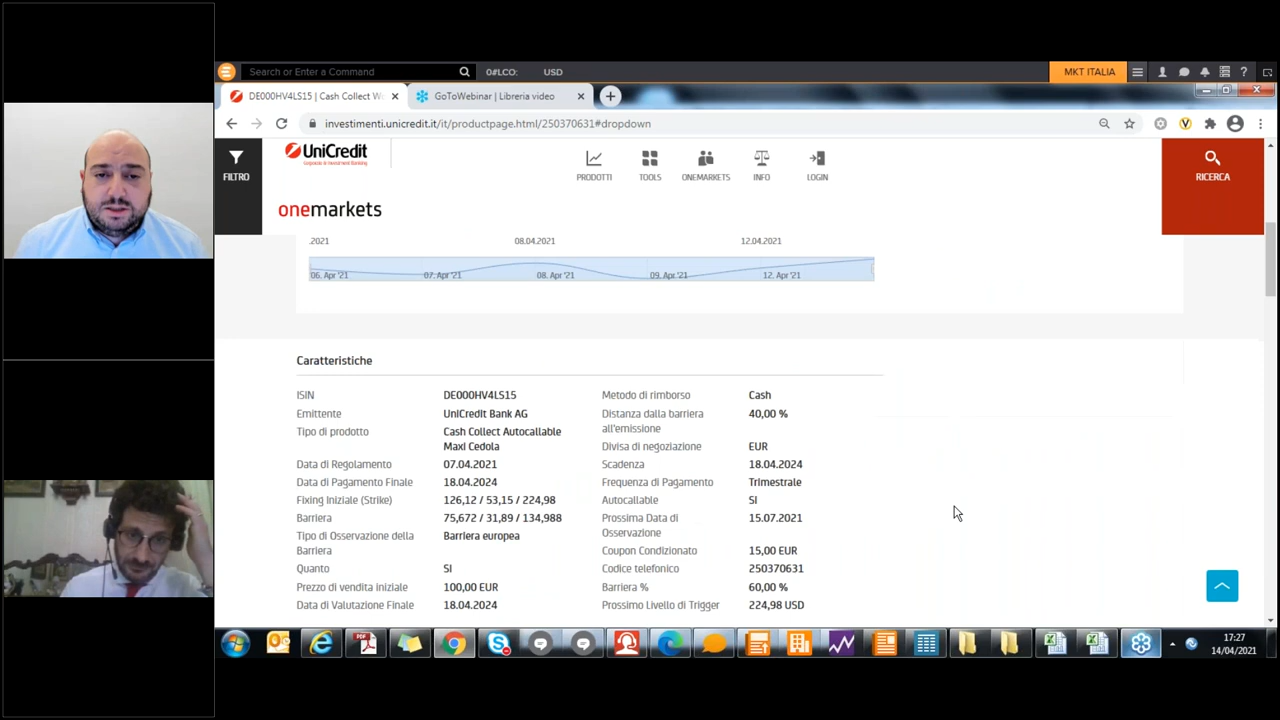 Search or Enter a Command
0#LCO:
USD
MKT ITALIA
DE000HV4LS15 | Cash Collect Wo
GoToWebinar | Libreria video
investimenti.unicredit.it/it/productpage.html/250370631#dropdown
FILTRO
UniCredit
PRODOTTI
TOOLS
ONEMARKETS
INFO
LOGIN
RICERCA
onemarkets
.2021
08.04.2021
12.04.2021
06. Apr '21
07. Apr '21
08. Apr '21
09. Apr '21
12. Apr '21
Caratteristiche
ISIN DE000HV4LS15
Emittente UniCredit Bank AG
Tipo di prodotto Cash Collect Autocallable
Maxi Cedola
Data di Regolamento 07.04.2021
Data di Pagamento Finale 18.04.2024
Fixing Iniziale (Strike) 126,12 / 53,15 / 224,98
Barriera 75,672 / 31,89 / 134,988
Tipo di Osservazione della Barriera europea
Barriera
Quanto SI
Prezzo di vendita iniziale 100,00 EUR
Data di Valutazione Finale 18.04.2024
Metodo di rimborso Cash
Distanza dalla barriera 40,00 %
all'emissione
Divisa di negoziazione EUR
Scadenza 18.04.2024
Frequenza di Pagamento Trimestrale
Autocallable SI
Prossima Data di 15.07.2021
Osservazione
Coupon Condizionato 15,00 EUR
Codice telefonico 250370631
Barriera % 60,00 %
Prossimo Livello di Trigger 224,98 USD
17:27
14/04/2021